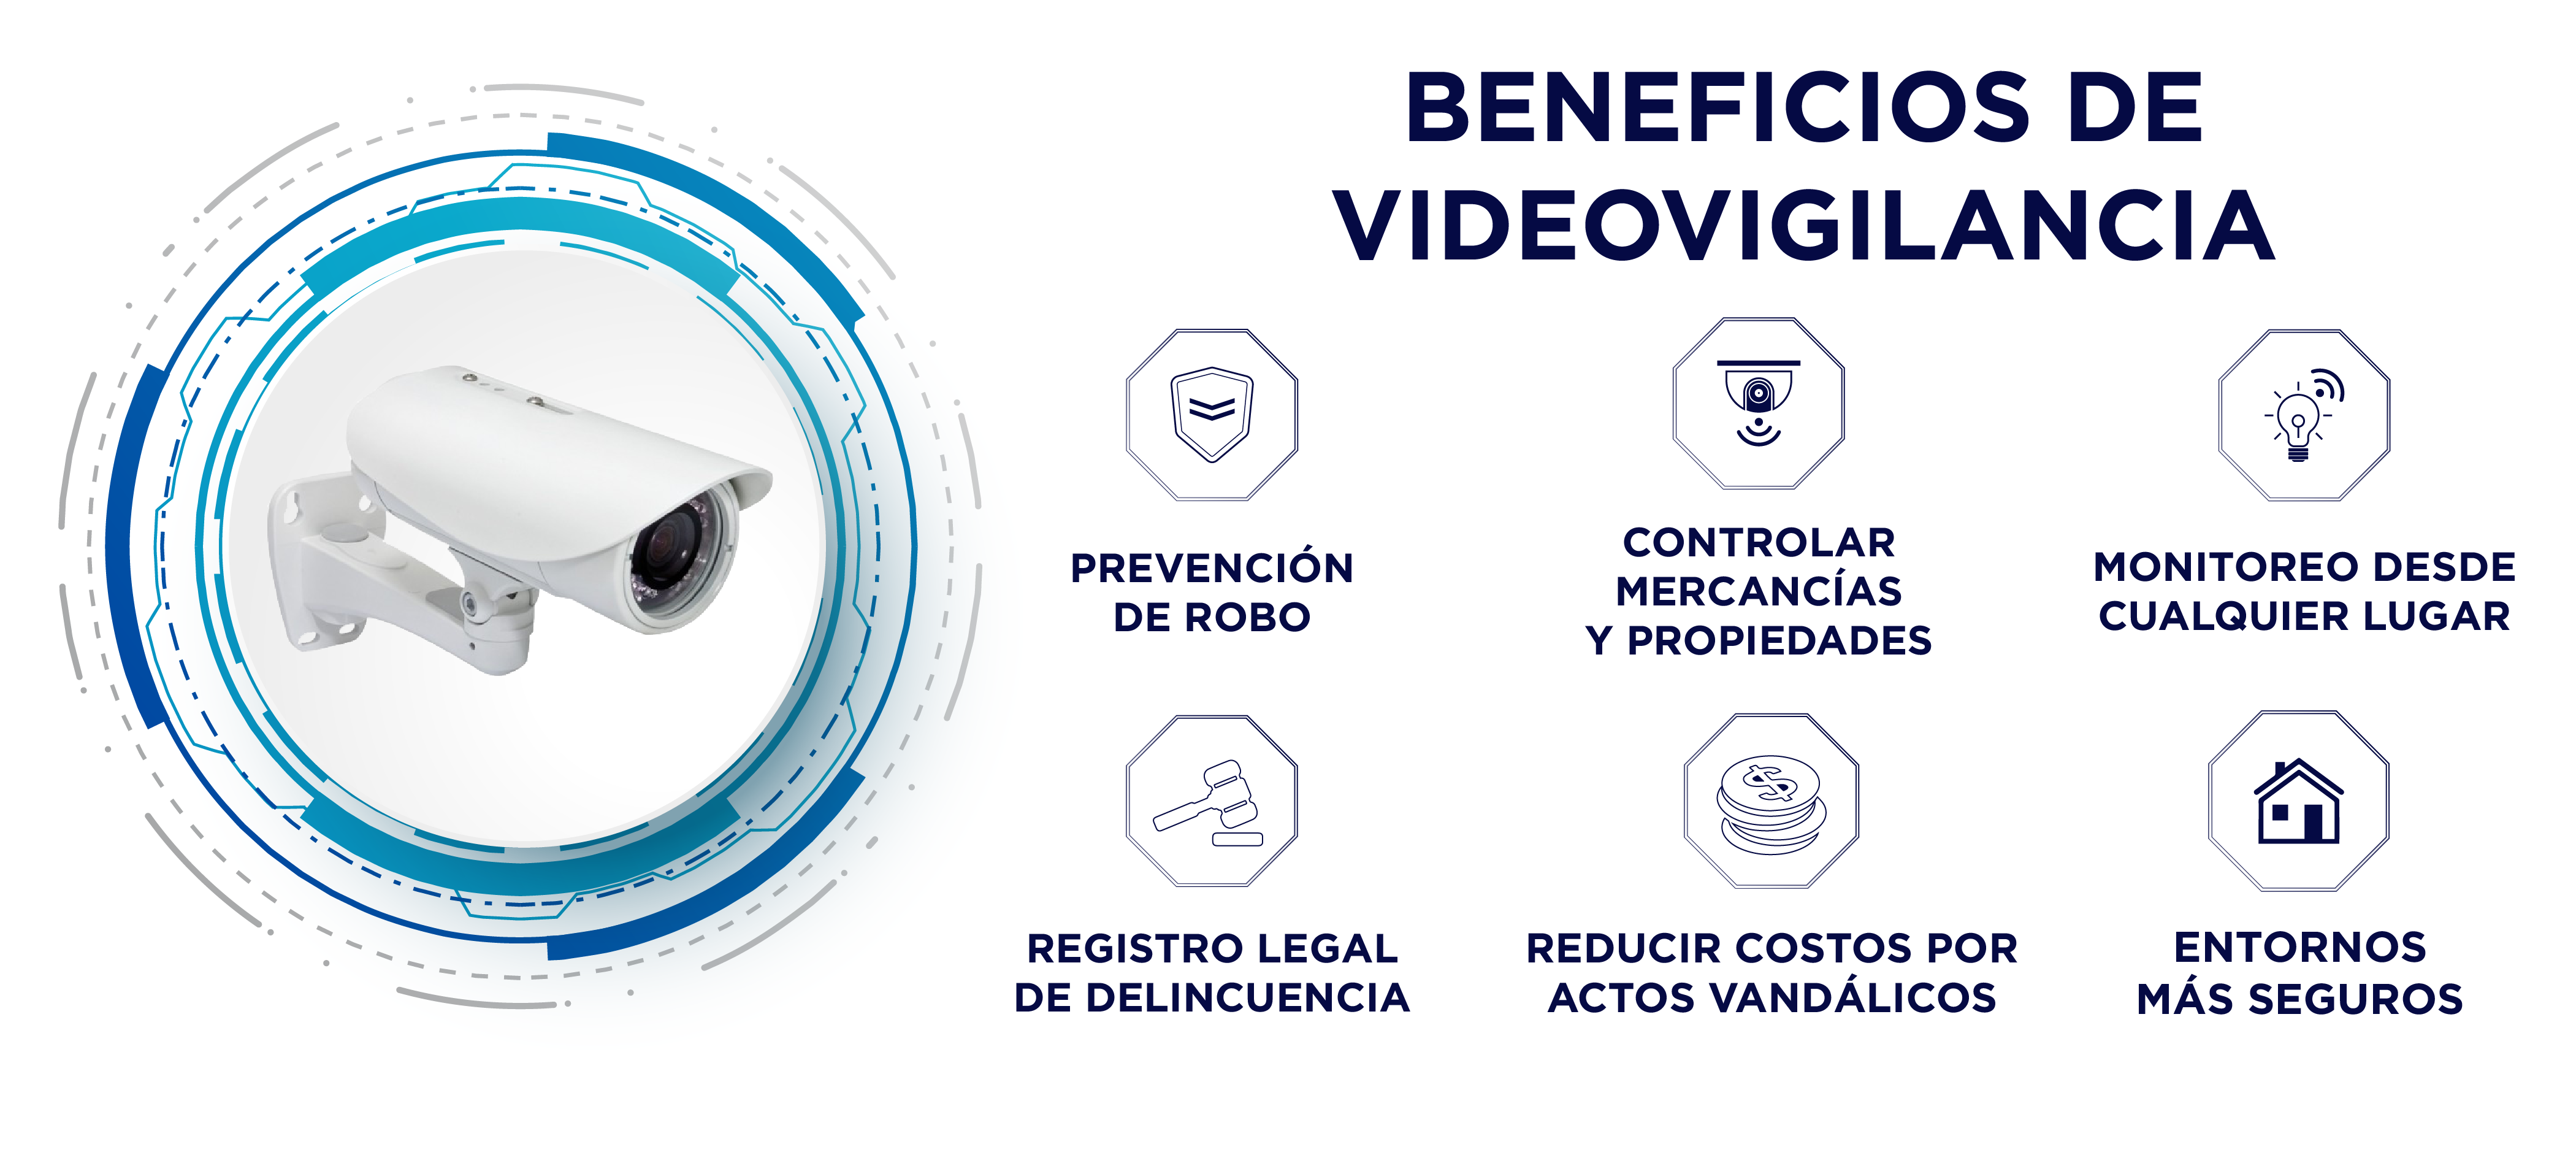 BENEFICIOS DE
VIDEOVIGILANCIA
PREVENCIÓN
DE ROBO
CONTROLAR
MERCANCÍAS
Y PROPIEDADES
MONITOREO DESDE
CUALQUIER LUGAR
REGISTRO LEGAL
DE DELINCUENCIA
REDUCIR COSTOS POR
ACTOS VANDÁLICOS
ENTORNOS
MÁS SEGUROS